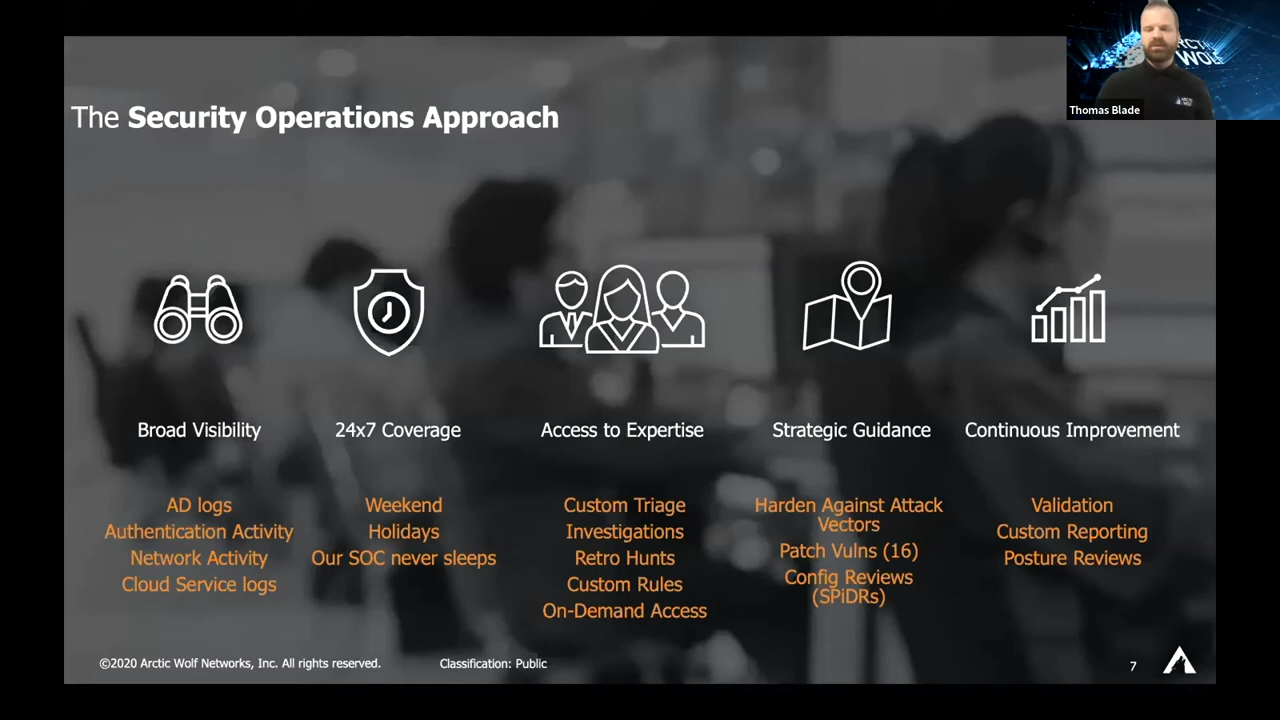 The Security Operations Approach
Thomas Blade
Broad Visibility
AD logs
Authentication Activity
Network Activity
Cloud Service logs
24x7 Coverage
Weekend
Holidays
Our SOC never sleeps
Access to Expertise
Custom Triage
Investigations
Retro Hunts
Custom Rules
On-Demand Access
Strategic Guidance
Harden Against Attack
Vectors
Patch Vulns (16)
Config Reviews
(SPiDRs)
Continuous Improvement
Validation
Custom Reporting
Posture Reviews
©2020 Arctic Wolf Networks, Inc. All rights reserved.
Classification: Public
7